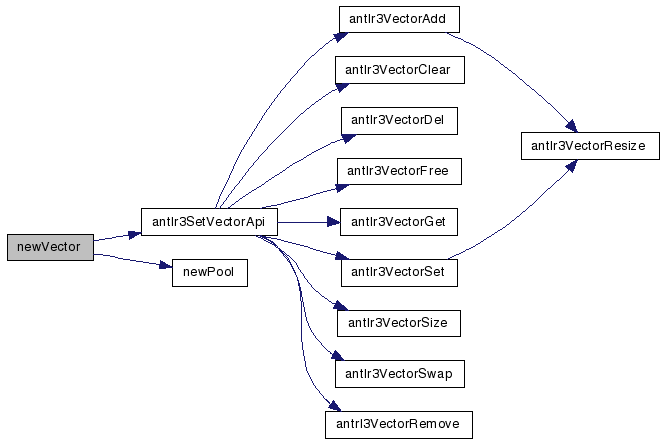 antlr3VectorAdd
antlr3VectorClear
antlr3VectorDel
antlr3VectorResize
antlr3VectorFree
antlr3SetVectorApi
antlr3VectorGet
newVector
newPool
antlr3VectorSet
antlr3VectorSize
antlr3VectorSwap
antrl3VectorRemove